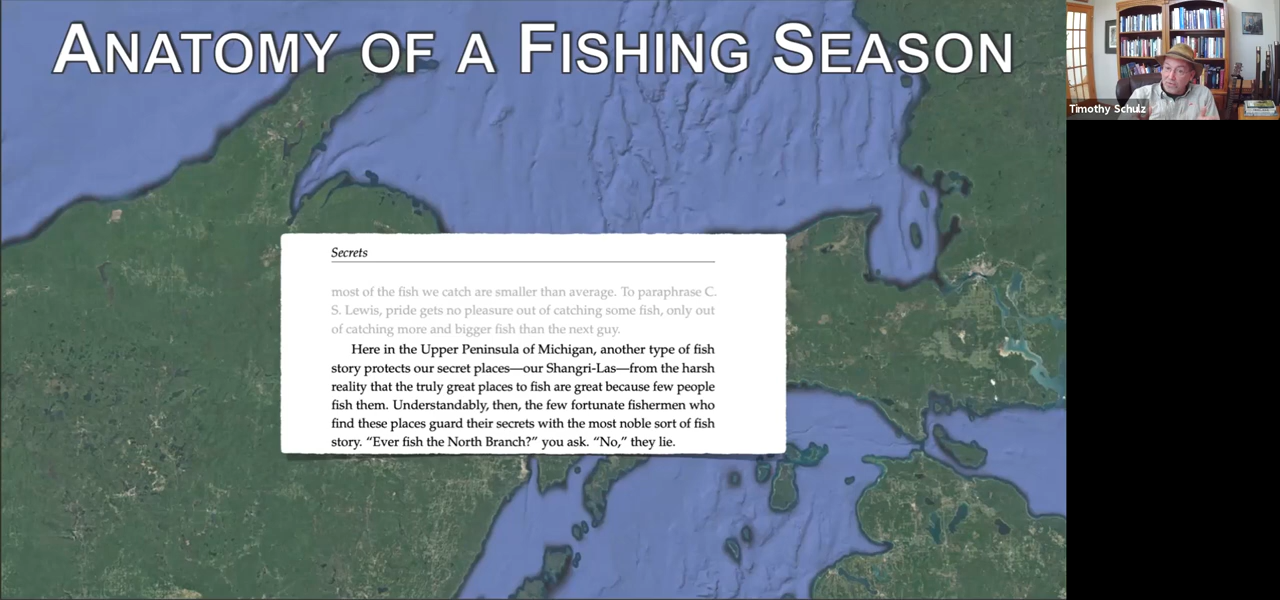 ANATOMY OF A FISHING SEASON
Timothy Schulz
Secrets
most of the fish we catch are smaller than average. To paraphrase C.
S. Lewis, pride gets no pleasure out of catching some fish, only out
of catching more and bigger fish than the next guy.
Here in the Upper Peninsula of Michigan, another type of fish
story protects our secret places—our Shangri-Las—from the harsh
reality that the truly great places to fish are great because few people
fish them. Understandably, then, the few fortunate fishermen who
find these places guard their secrets with the most noble sort of fish
story. “Ever fish the North Branch?” you ask. “No,” they lie.